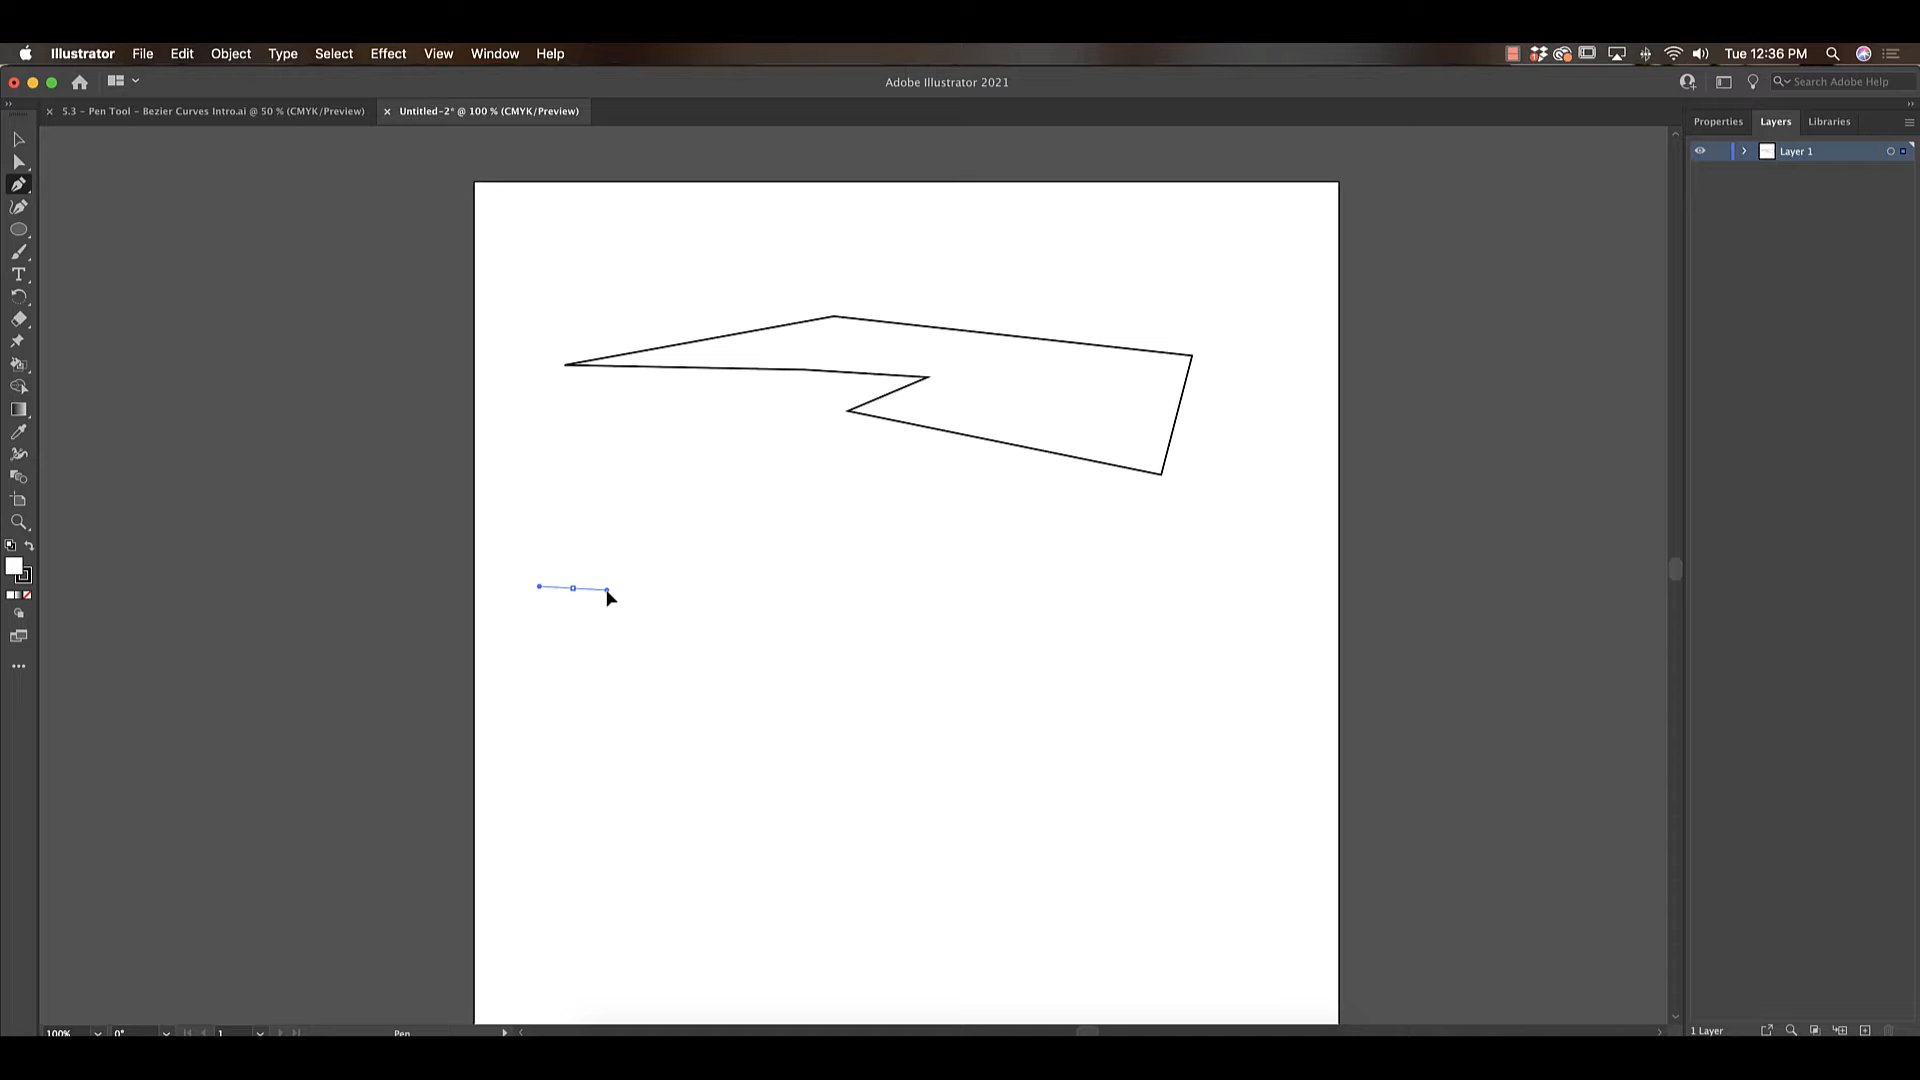 Illustrator File Edit Object Type Select Effect View Window Help Tue 12:36 PM
Adobe Illustrator 2021 Search Adobe Help
5.3 - Pen Tool - Bezier Curves Intro.ai @ 50 % (CMYK/Preview) Untitled-2* @ 100 % (CMYK/Preview)
Properties Layers Libraries
Layer 1
100% 0° 1 Pen 1 Layer